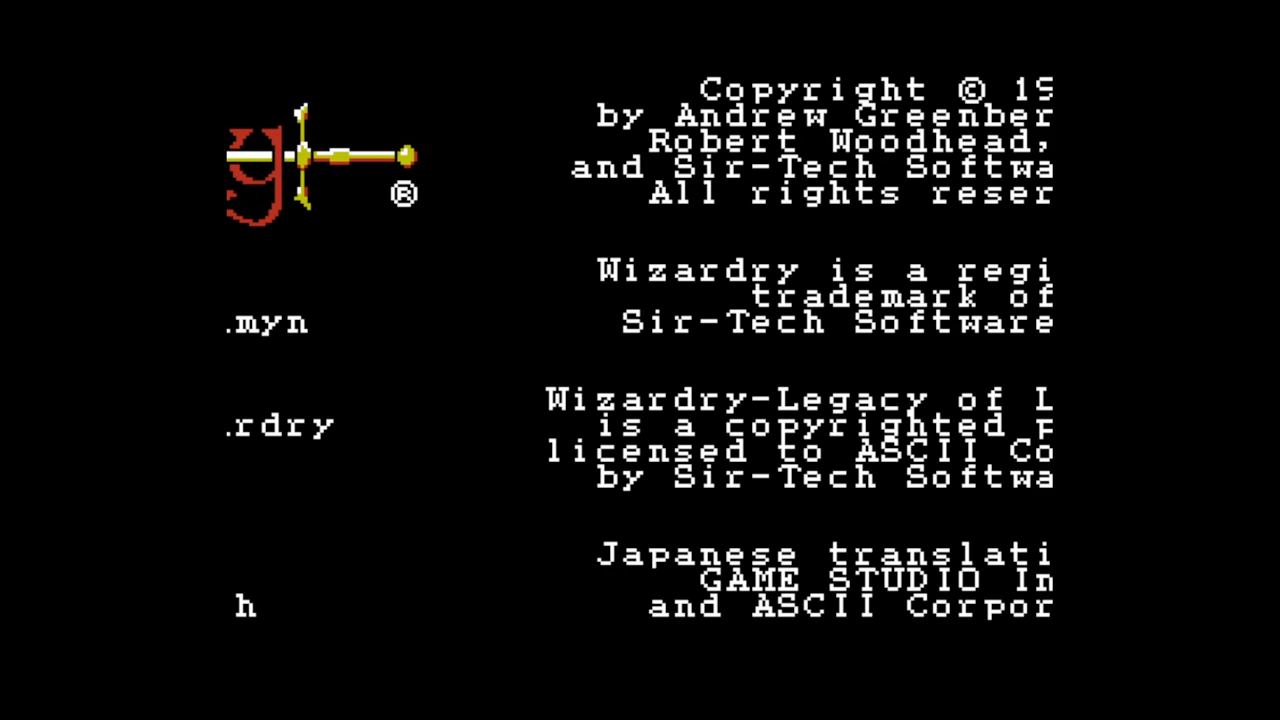 g
®
.myn
.rdry
h
Copyright © 19
by Andrew Greenber
Robert Woodhead,
and Sir-Tech Softwa
All rights reser
Wizardry is a regi
trademark of
Sir-Tech Software
Wizardry-Legacy of L
is a copyrighted p
licensed to ASCII Co
by Sir-Tech Softwa
Japanese translati
GAME STUDIO In
and ASCII Corpor